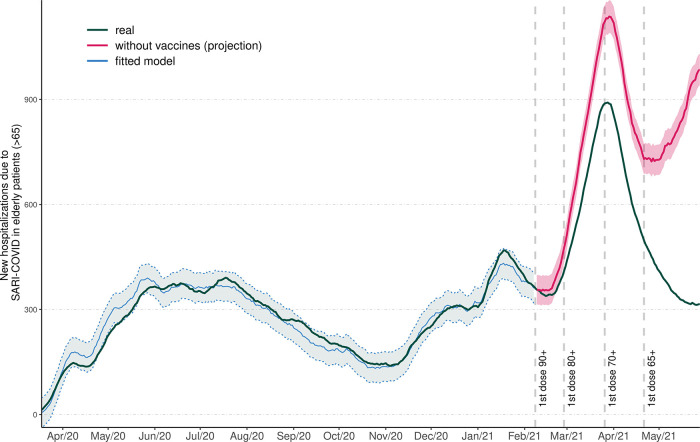 real
without vaccines (projection)
fitted model
New hospitalizations due to
SARI-COVID in elderly patients (>65)
900
600
300
0
1st dose 90+
1st dose 80+
1st dose 70+
1st dose 65+
Apr/20 May/20 Jun/20 Jul/20 Aug/20 Sep/20 Oct/20 Nov/20 Dec/20 Jan/21 Feb/21 Mar/21 Apr/21 May/21